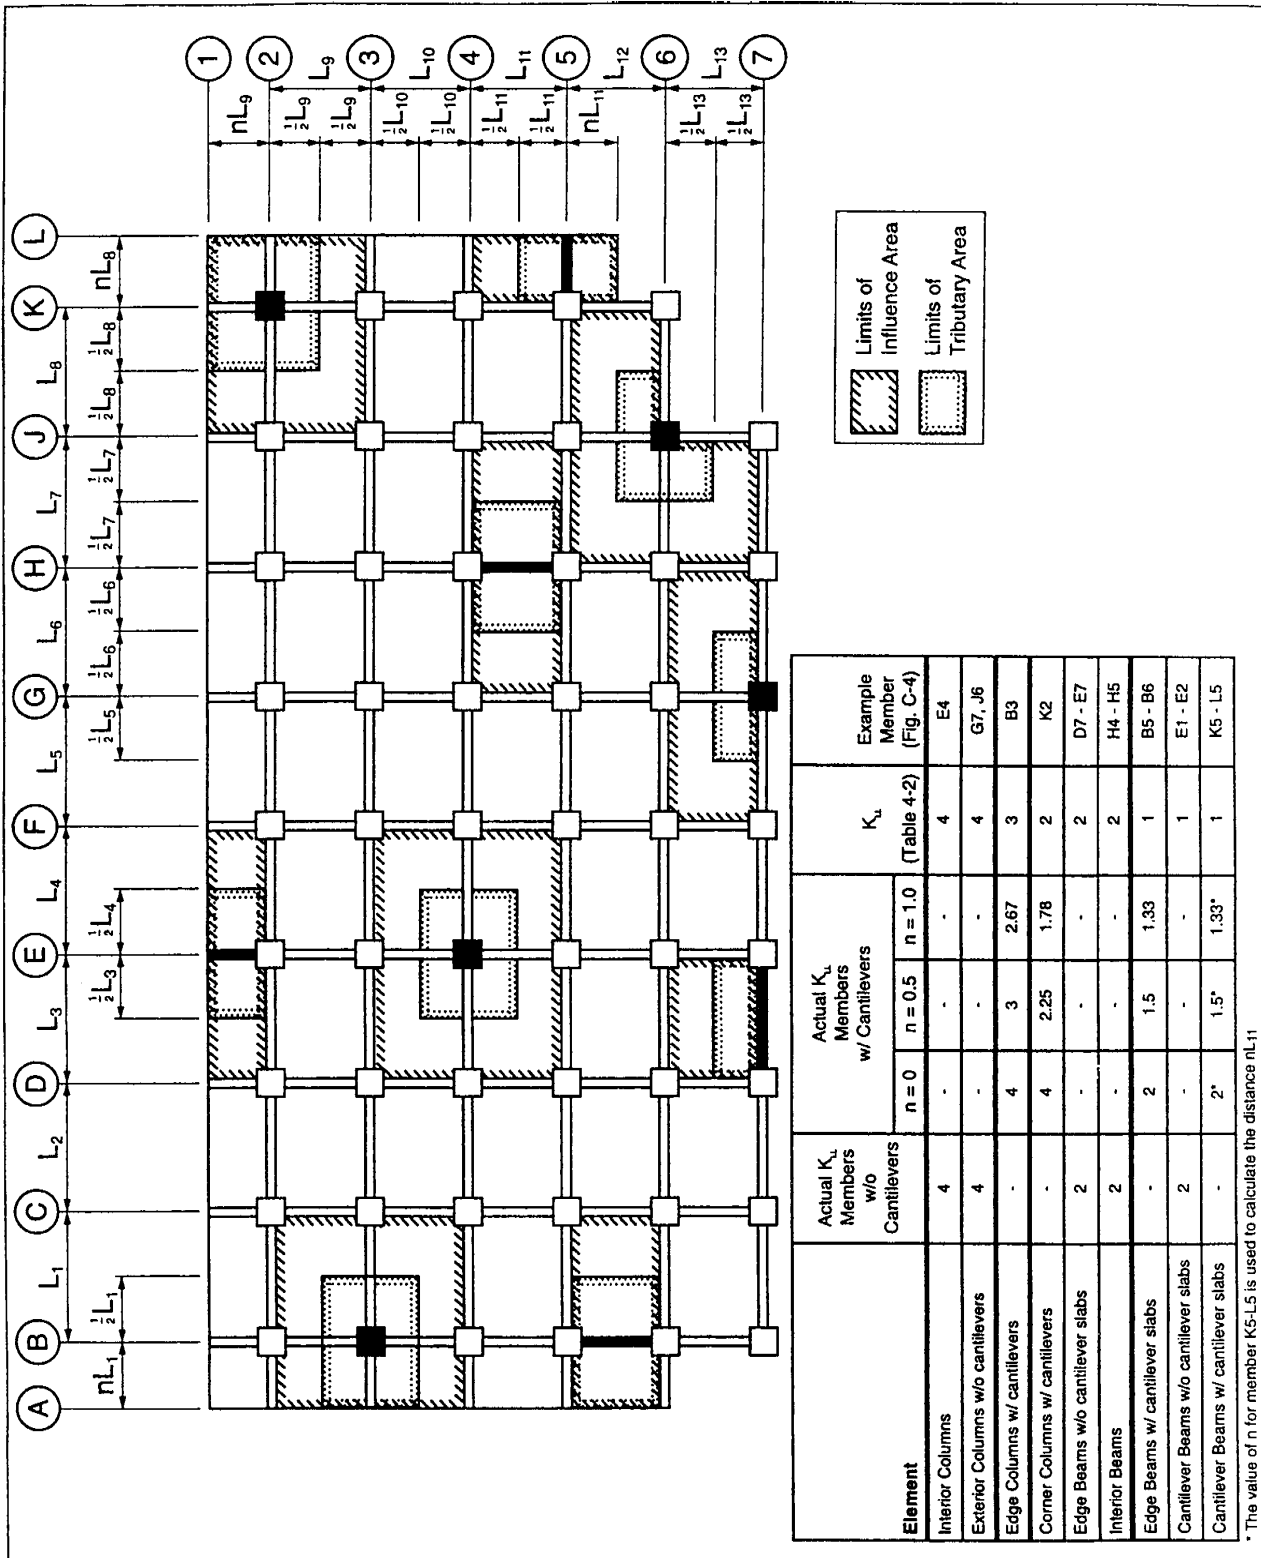 A
B
C
D
E
F
G
H
J
K
L
L₁
L₂
L₃
L₄
L₅
L₆
L₇
L₈
nL₁
½L₁
½L₃
½L₄
½L₅
½L₆
½L₆
½L₇
½L₇
½L₈
½L₈
nL₈
1
2
3
4
5
6
7
nL₉
½L₉
½L₉
½L₁₀
½L₁₀
½L₁₁
½L₁₁
nL₁₁
½L₁₃
½L₁₃
L₉
L₁₀
L₁₁
L₁₂
L₁₃
Limits of
Influence Area
Limits of
Tributary Area
Element
Actual K_LL
Members
w/o
Cantilevers
Actual K_LL
Members
w/ Cantilevers
n = 0
n = 0.5
n = 1.0
K_LL
(Table 4-2)
Example
Member
(Fig. C-4)
Interior Columns 4 - - - 4 E4
Exterior Columns w/o cantilevers 4 - - - 4 G7, J6
Edge Columns w/ cantilevers - 4 3 2.67 3 B3
Corner Columns w/ cantilevers - 4 2.25 1.78 2 K2
Edge Beams w/o cantilever slabs 2 - - - 2 D7 - E7
Interior Beams 2 - - - 2 H4 - H5
Edge Beams w/ cantilever slabs - 2 1.5 1.33 1 B5 - B6
Cantilever Beams w/o cantilever slabs 2 - - - 1 E1 - E2
Cantilever Beams w/ cantilever slabs - 2* 1.5* 1.33* 1 K5 - L5
* The value of n for member K5-L5 is used to calculate the distance nL₁₁